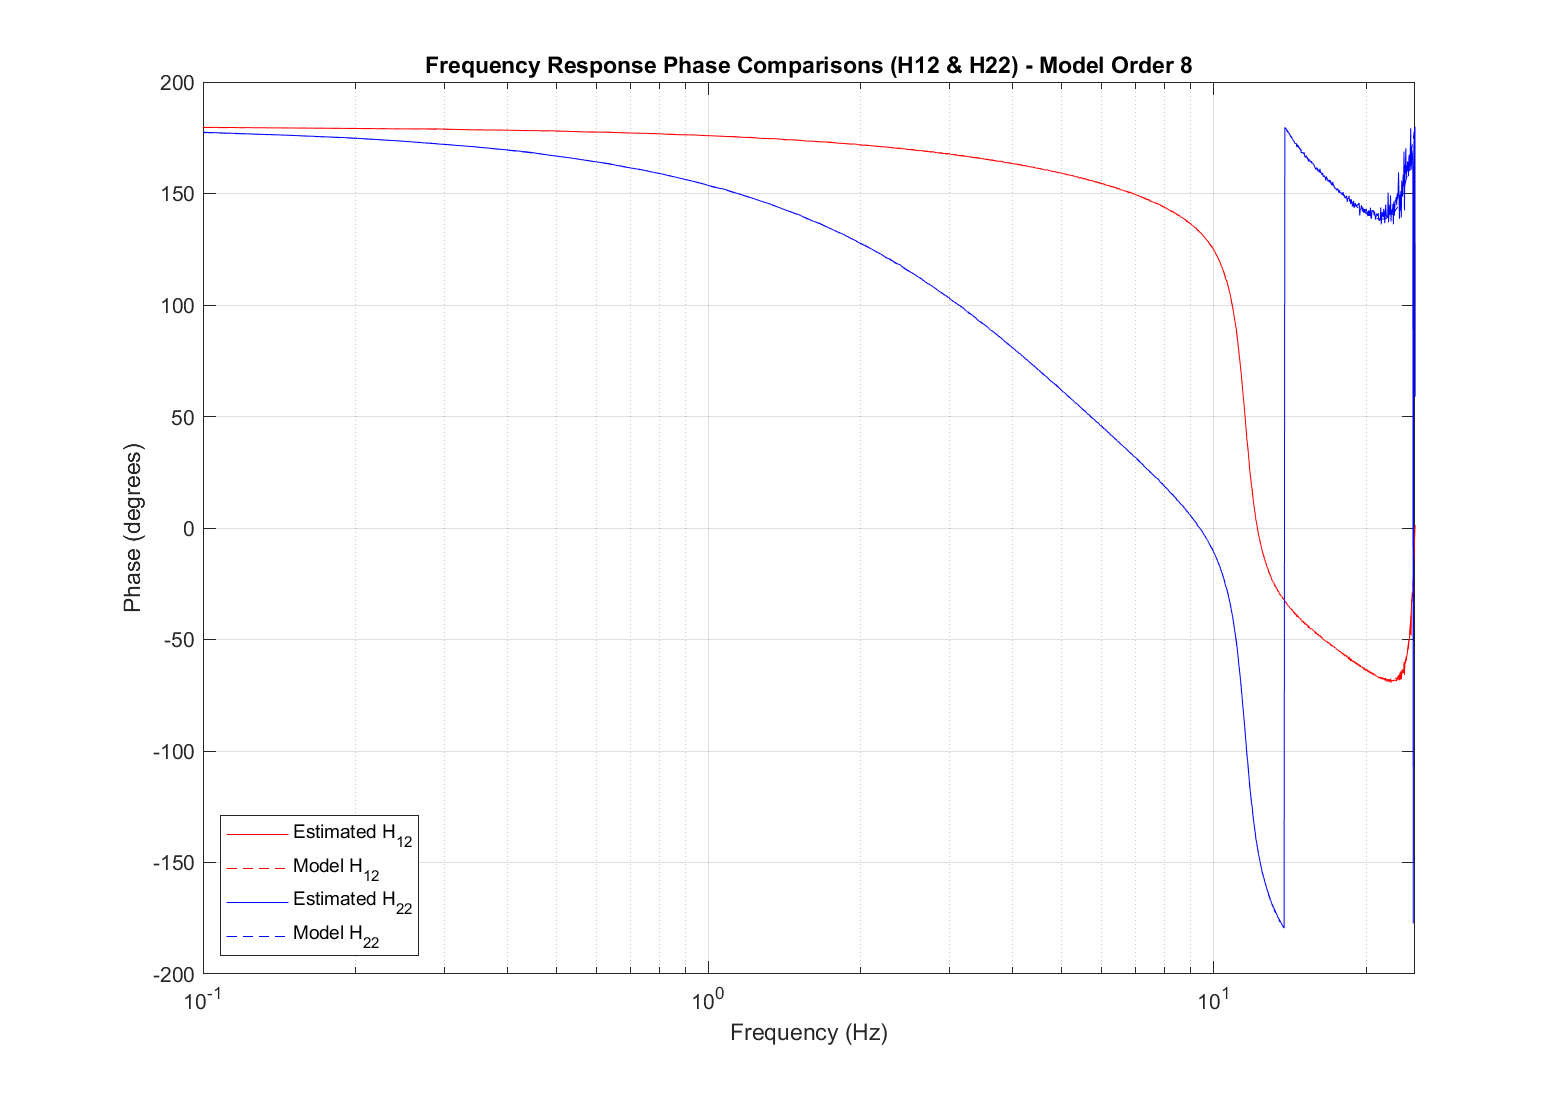 Frequency Response Phase Comparisons (H12 & H22) - Model Order 8
200
150
100
50
0
-50
-100
-150
-200
Phase (degrees)
Estimated H12
Model H12
Estimated H22
Model H22
10-1
100
101
Frequency (Hz)